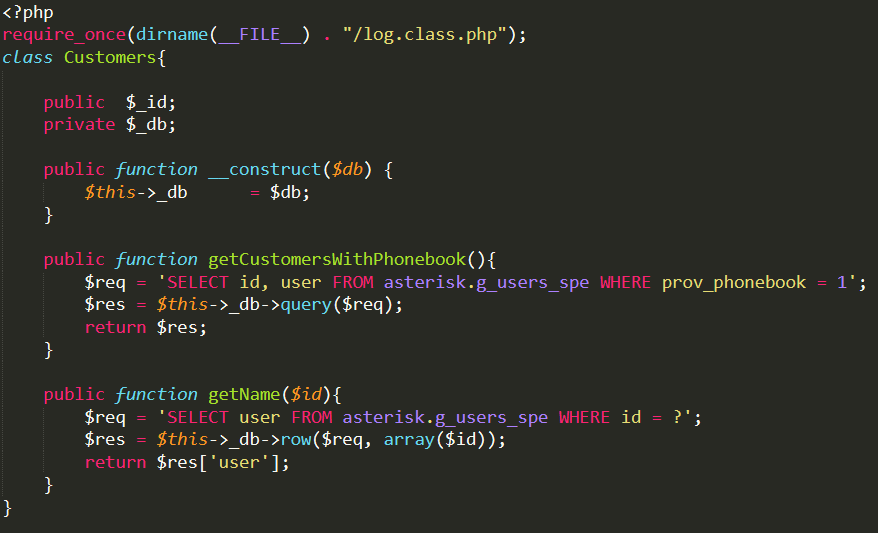 <?php
require_once(dirname(__FILE__) . "/log.class.php");
class Customers{
public  $_id;
private $_db;
public function __construct($db) {
$this->_db      = $db;
}
public function getCustomersWithPhonebook(){
$req = 'SELECT id, user FROM asterisk.g_users_spe WHERE prov_phonebook = 1';
$res = $this->_db->query($req);
return $res;
}
public function getName($id){
$req = 'SELECT user FROM asterisk.g_users_spe WHERE id = ?';
$res = $this->_db->row($req, array($id));
return $res['user'];
}
}